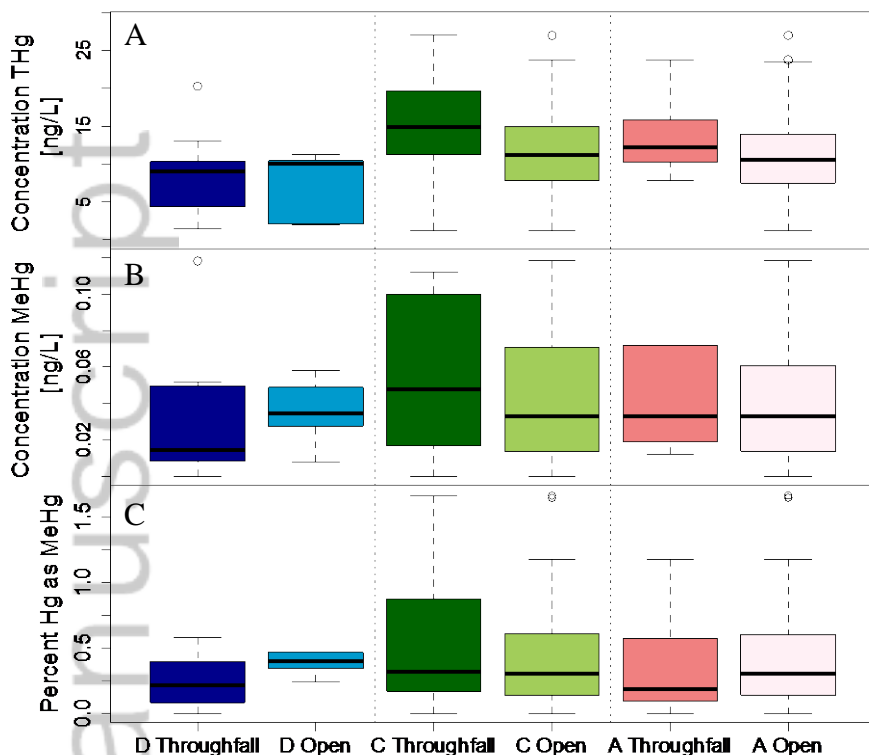 A
Concentration THg
[ng/L]
25
15
5
B
Concentration MeHg
[ng/L]
0.10
0.06
0.02
C
Percent Hg as MeHg
1.5
1.0
0.5
0.0
D Throughfall D Open C Throughfall C Open A Throughfall A Open
anuscript